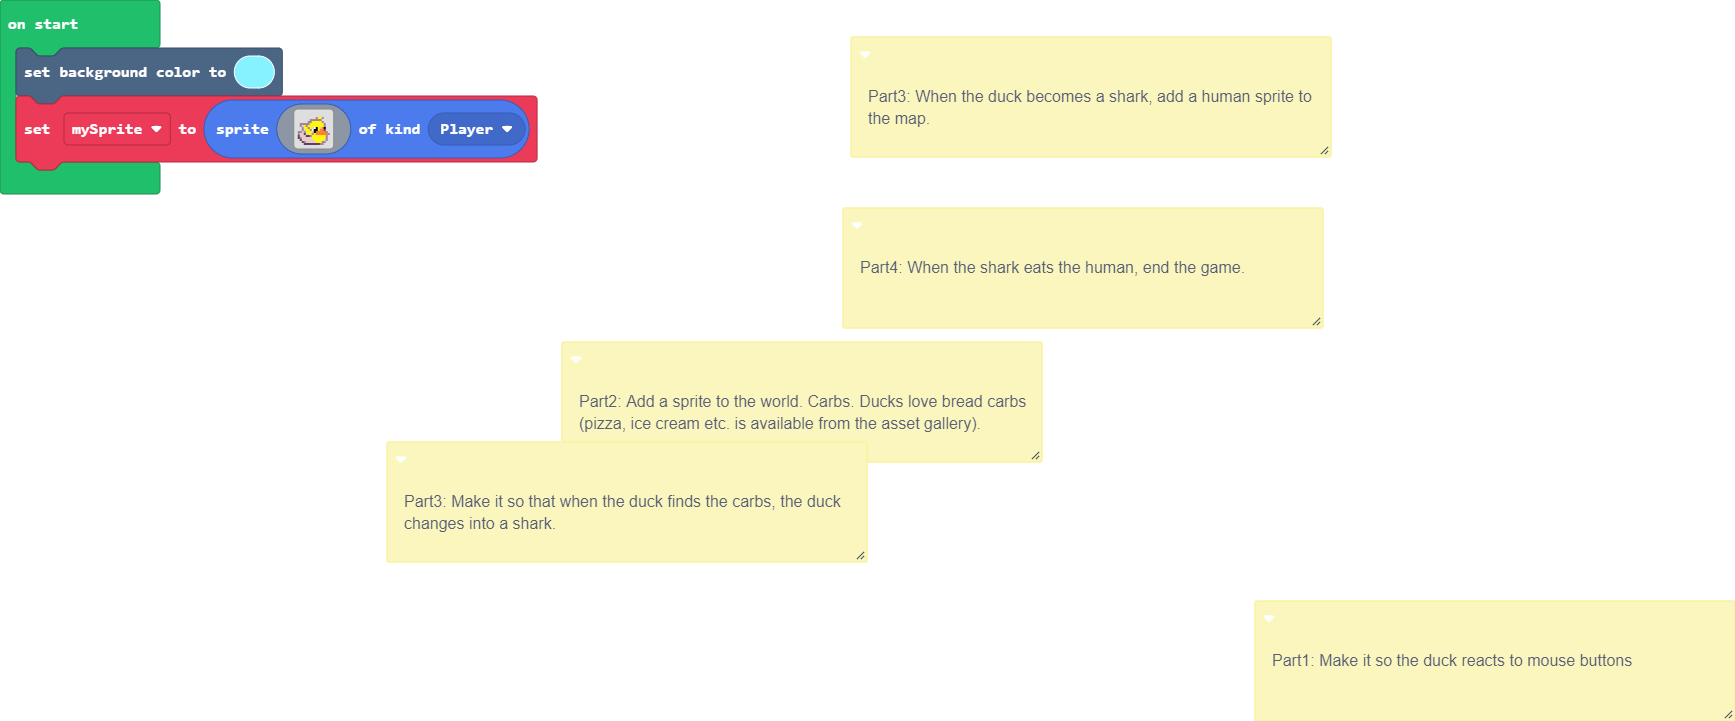 on start
set background color to
set mySprite to sprite of kind Player
Part3: When the duck becomes a shark, add a human sprite to
the map.
Part4: When the shark eats the human, end the game.
Part2: Add a sprite to the world. Carbs. Ducks love bread carbs
(pizza, ice cream etc. is available from the asset gallery).
Part3: Make it so that when the duck finds the carbs, the duck
changes into a shark.
Part1: Make it so the duck reacts to mouse buttons